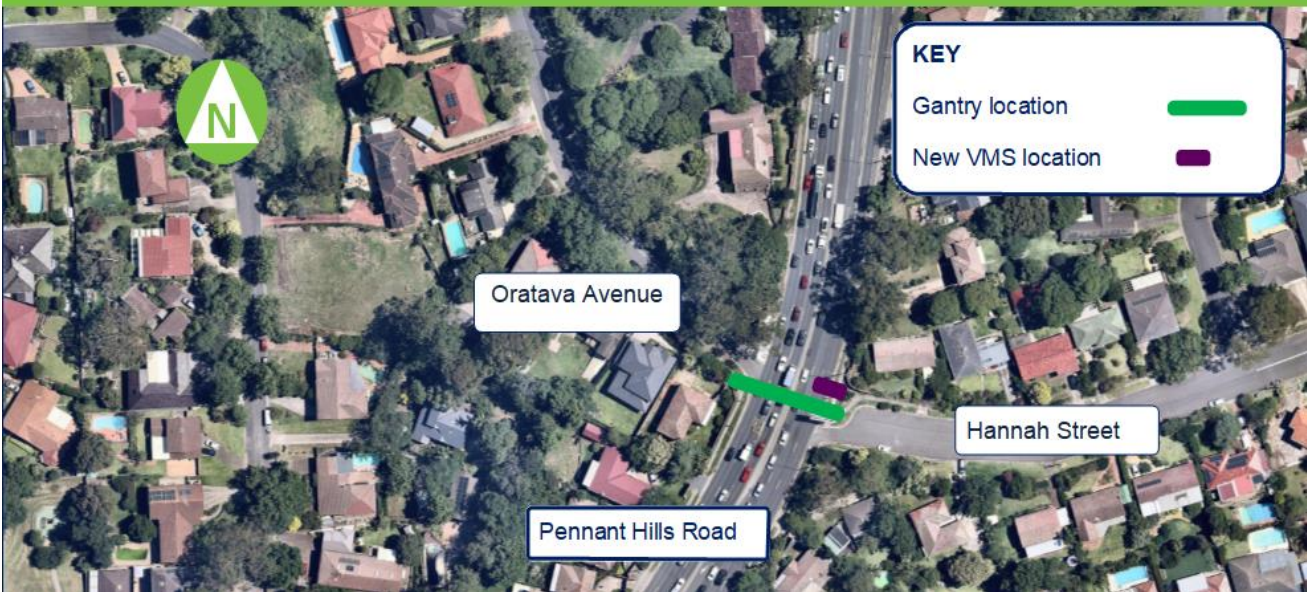 N
KEY
Gantry location
New VMS location
Oratava Avenue
Hannah Street
Pennant Hills Road